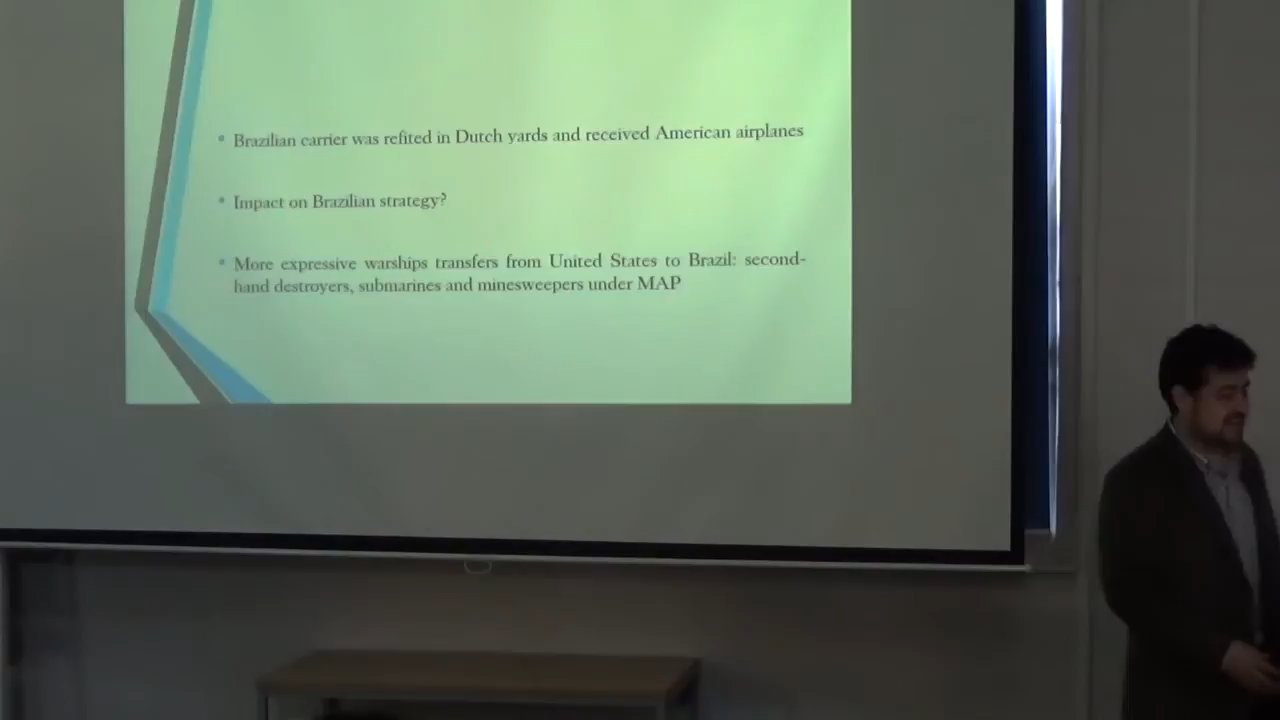 Brazilian carrier was refited in Dutch yards and received American airplanes
Impact on Brazilian strategy?
More expressive warships transfers from United States to Brazil: second-
hand destroyers, submarines and minesweepers under MAP